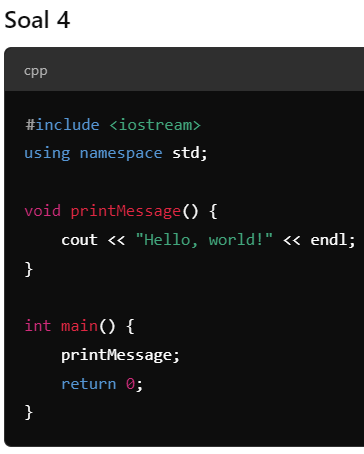 Soal 4
cpp
#include <iostream>
using namespace std;
void printMessage() {
    cout << "Hello, world!" << endl;
}
int main() {
    printMessage;
    return 0;
}